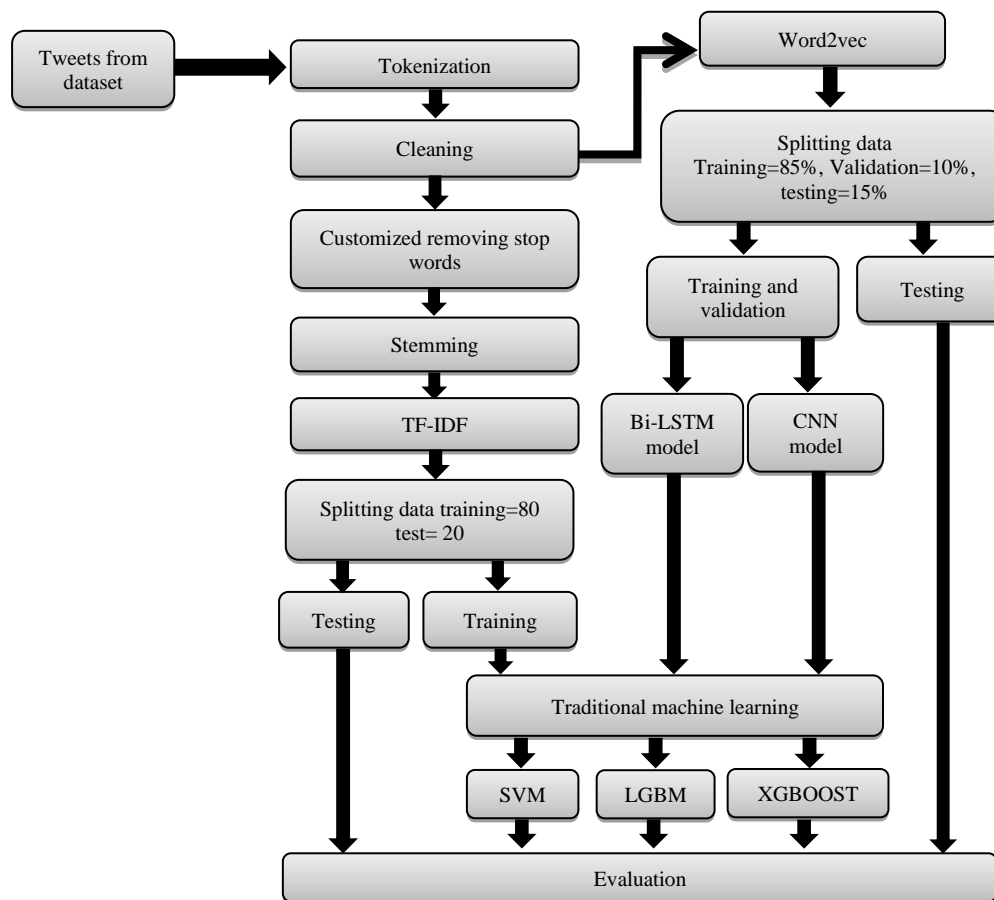 Tweets from
dataset
Tokenization
Cleaning
Customized removing stop
words
Stemming
TF-IDF
Splitting data training=80
test= 20
Testing
Training
Word2vec
Splitting data
Training=85%, Validation=10%,
testing=15%
Training and
validation
Testing
Bi-LSTM
model
CNN
model
Traditional machine learning
SVM
LGBM
XGBOOST
Evaluation